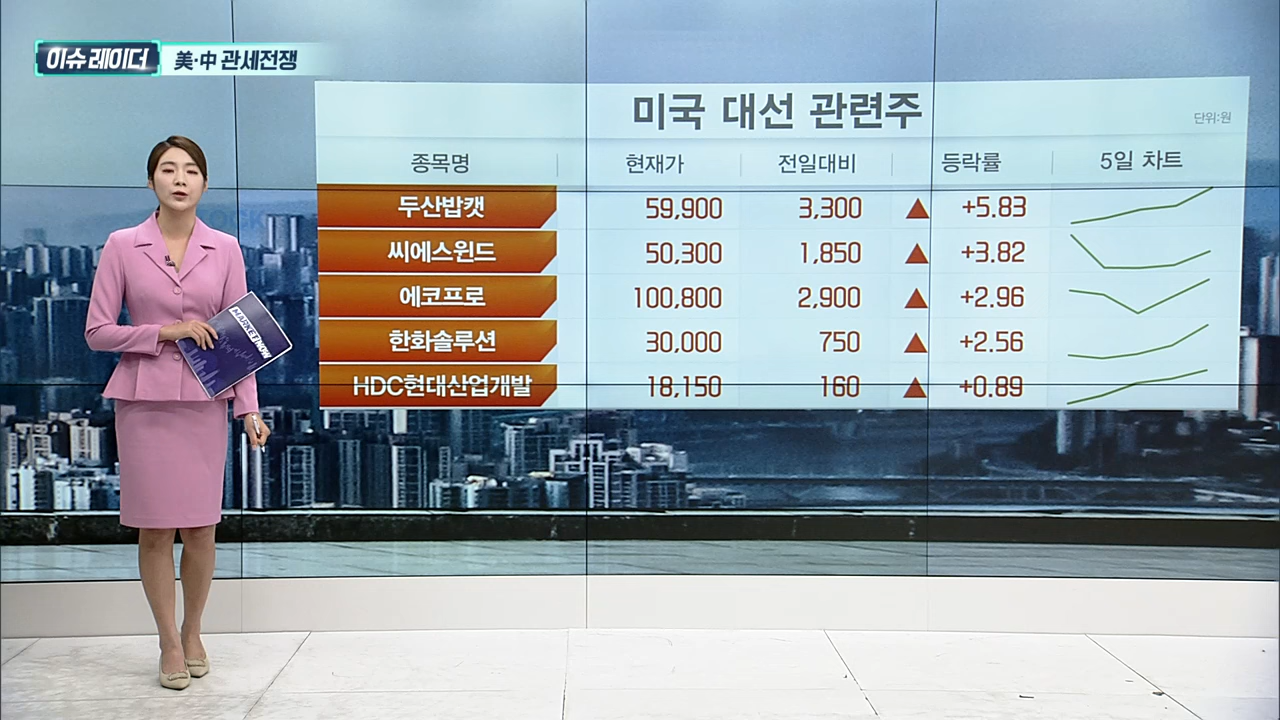 이슈레이더 美·中 관세전쟁
미국 대선 관련주
단위:원
종목명 현재가 전일대비 등락률 5일 차트
두산밥캣 59,900 3,300 ▲ +5.83
씨에스윈드 50,300 1,850 ▲ +3.82
에코프로 100,800 2,900 ▲ +2.96
한화솔루션 30,000 750 ▲ +2.56
HDC현대산업개발 18,150 160 ▲ +0.89
MARKETNOW